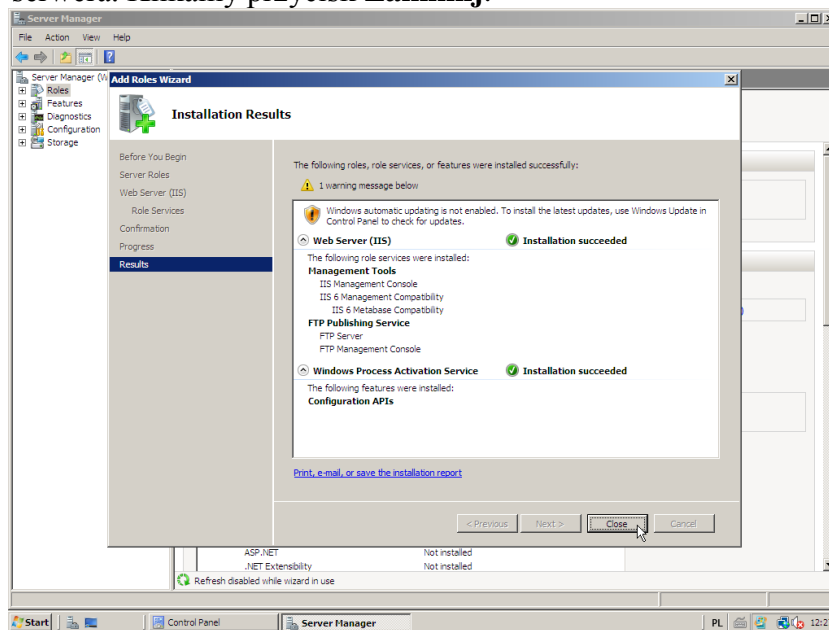 serwera. Klikamy przycisk Zamknij.
Server Manager
File Action View Help
Server Manager (W
Roles
Features
Diagnostics
Configuration
Storage
Add Roles Wizard
Installation Results
Before You Begin
Server Roles
Web Server (IIS)
Role Services
Confirmation
Progress
Results
The following roles, role services, or features were installed successfully:
1 warning message below
Windows automatic updating is not enabled. To install the latest updates, use Windows Update in
Control Panel to check for updates.
Web Server (IIS) Installation succeeded
The following role services were installed:
Management Tools
IIS Management Console
IIS 6 Management Compatibility
IIS 6 Metabase Compatibility
FTP Publishing Service
FTP Server
FTP Management Console
Windows Process Activation Service Installation succeeded
The following features were installed:
Configuration APIs
Print, e-mail, or save the installation report
< Previous Next > Close Cancel
ASP.NET Not installed
.NET Extensibility Not installed
Refresh disabled while wizard in use
Start Control Panel Server Manager PL 12:2